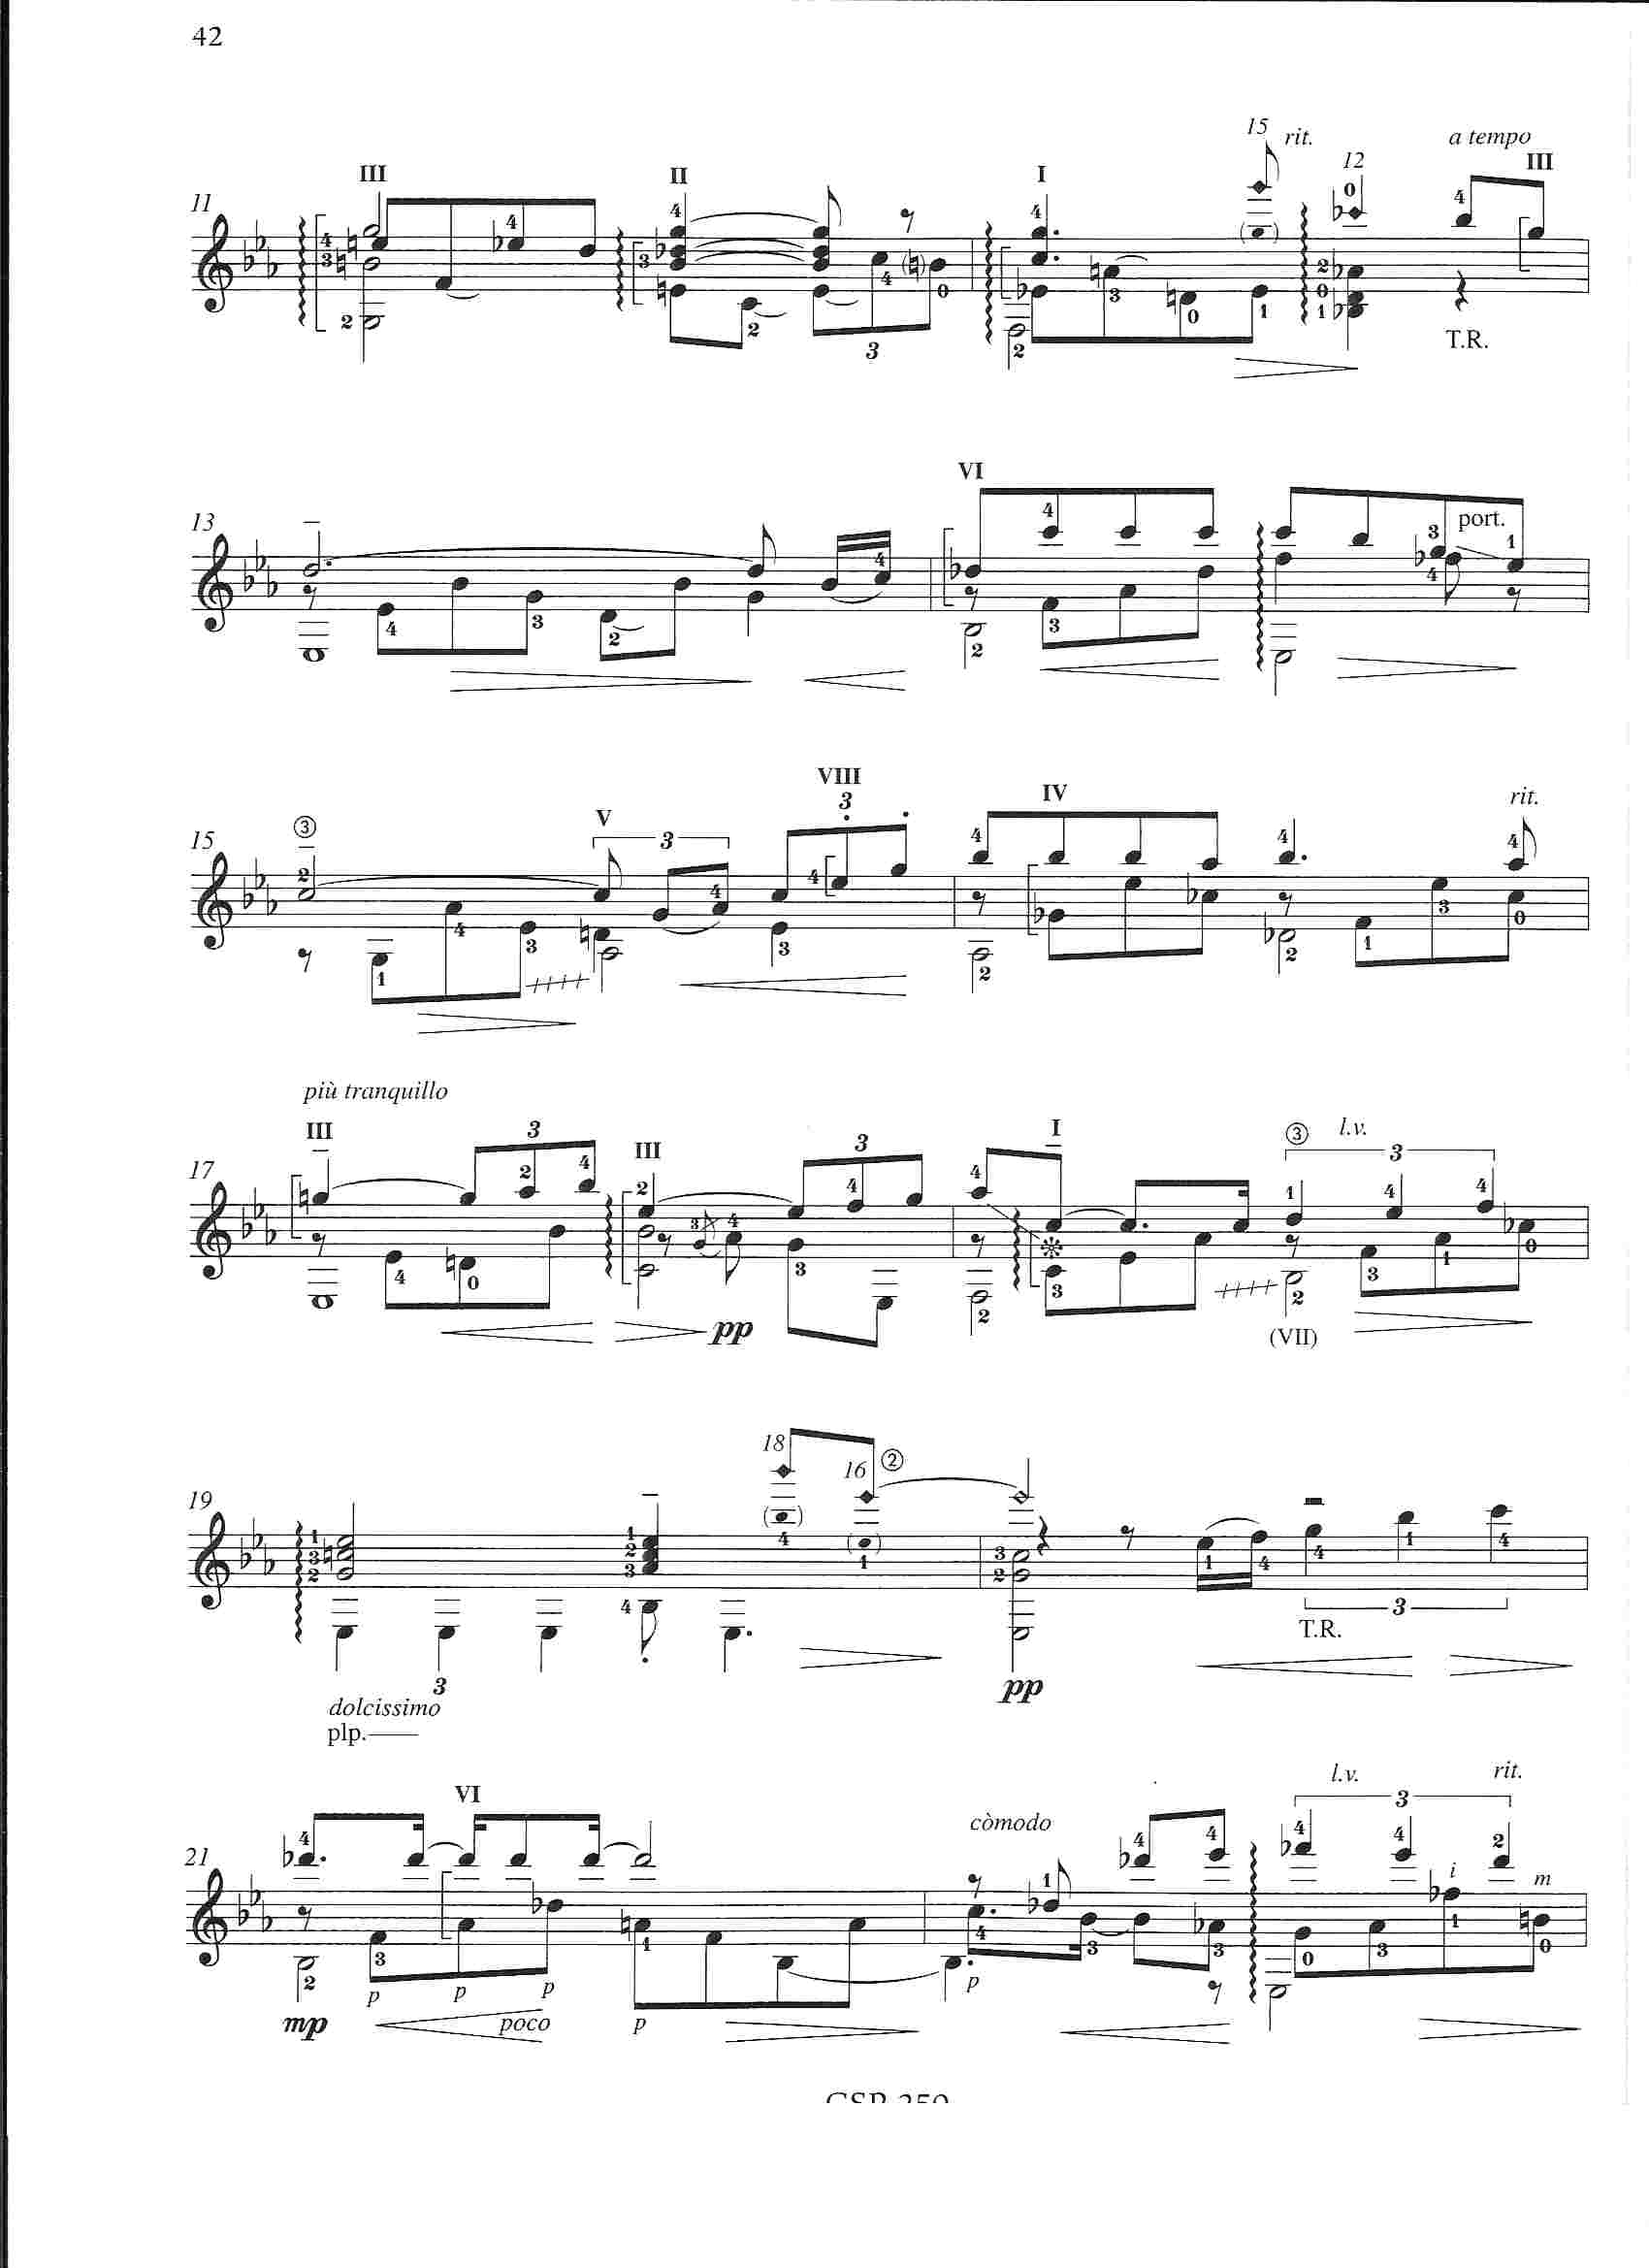 42
15 rit. 12 a tempo
III II I III
11
3
T.R.
VI
13
port.
VIII
3
③ V 3 IV rit.
15
più tranquillo
III 3 III 3 I ③ l.v. 3
17
pp
(VII)
18 16 ②
19
3 3
T.R.
pp
dolcissimo
plp.
VI còmodo l.v. 3 rit.
21
i m
p p p p
mp poco p